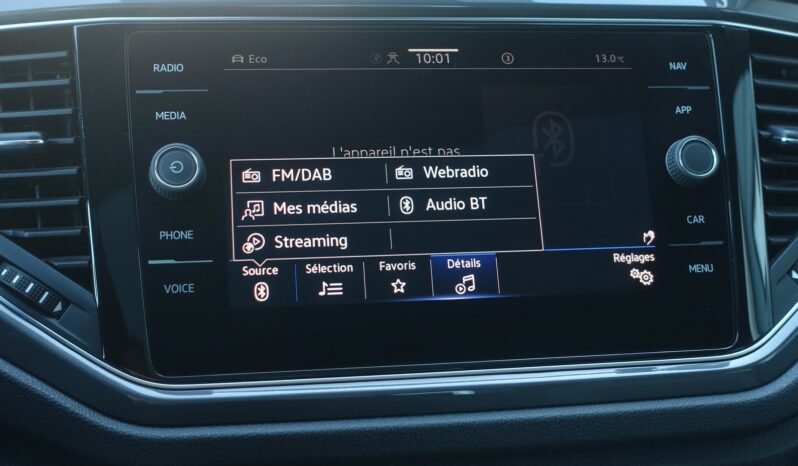 RADIO
MEDIA
PHONE
VOICE
Eco
10:01
3
13.0°C
L'appareil n'est pas
FM/DAB
Webradio
Mes médias
Audio BT
Streaming
Source
Sélection
Favoris
Détails
Réglages
NAV
APP
CAR
MENU